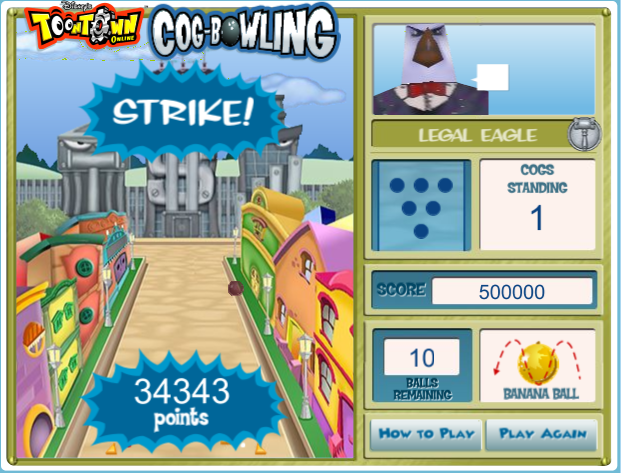 Disney's
TOONTOWN
ONLINE
COG-BOWLING
STRIKE!
LEGAL EAGLE
COGS
STANDING
1
SCORE
500000
34343
points
10
BALLS
REMAINING
BANANA BALL
HOW TO PLAY
PLAY AGAIN